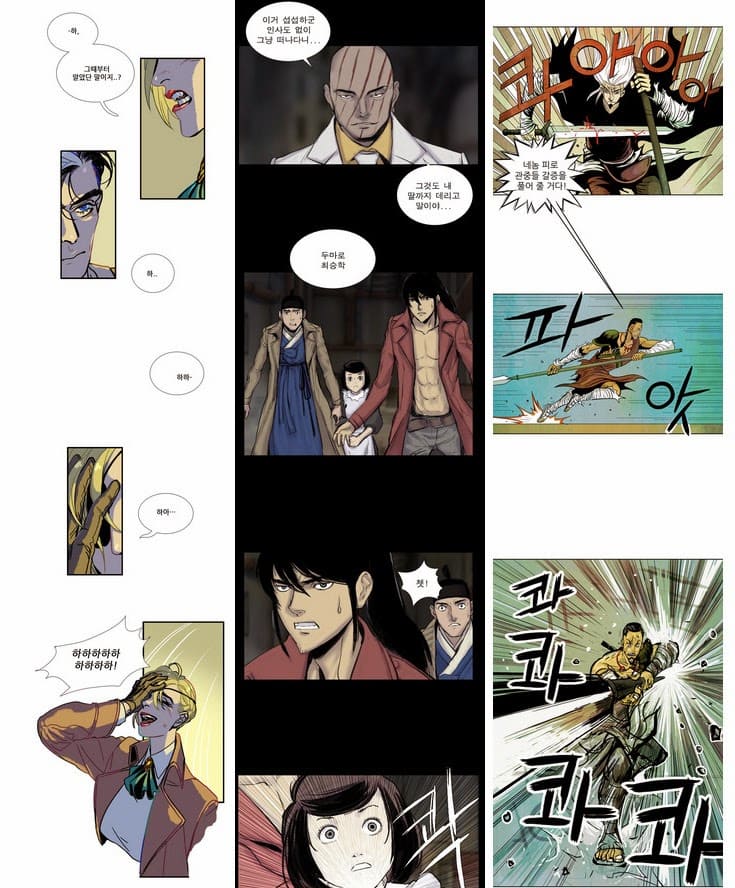 -하,
그때부터
말았단 말이지..?
하..
하하-
하아…
하하하하하
하하하하!
이거 섭섭하군
인사도 없이
그냥 떠나다니...
그것도 내
딸까지 데리고
말이야...
두마로
최승학
쳇!
콰아아아
네놈 피로
관중들 갈증을
풀어 줄 거다!
파
앗
콰
콰
콰
콰